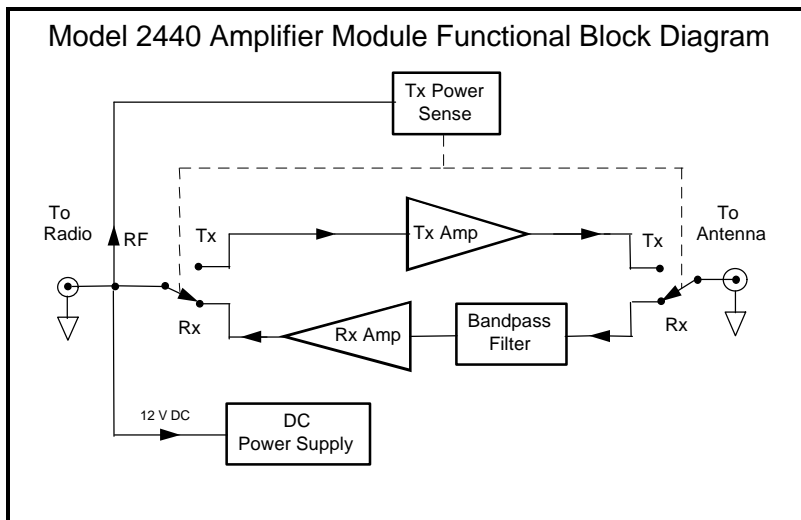 Model 2440 Amplifier Module Functional Block Diagram
Tx Power
Sense
To
Radio
RF
Tx
Tx Amp
Tx
To
Antenna
Rx
Rx Amp
Bandpass
Filter
Rx
12 V DC
DC
Power Supply